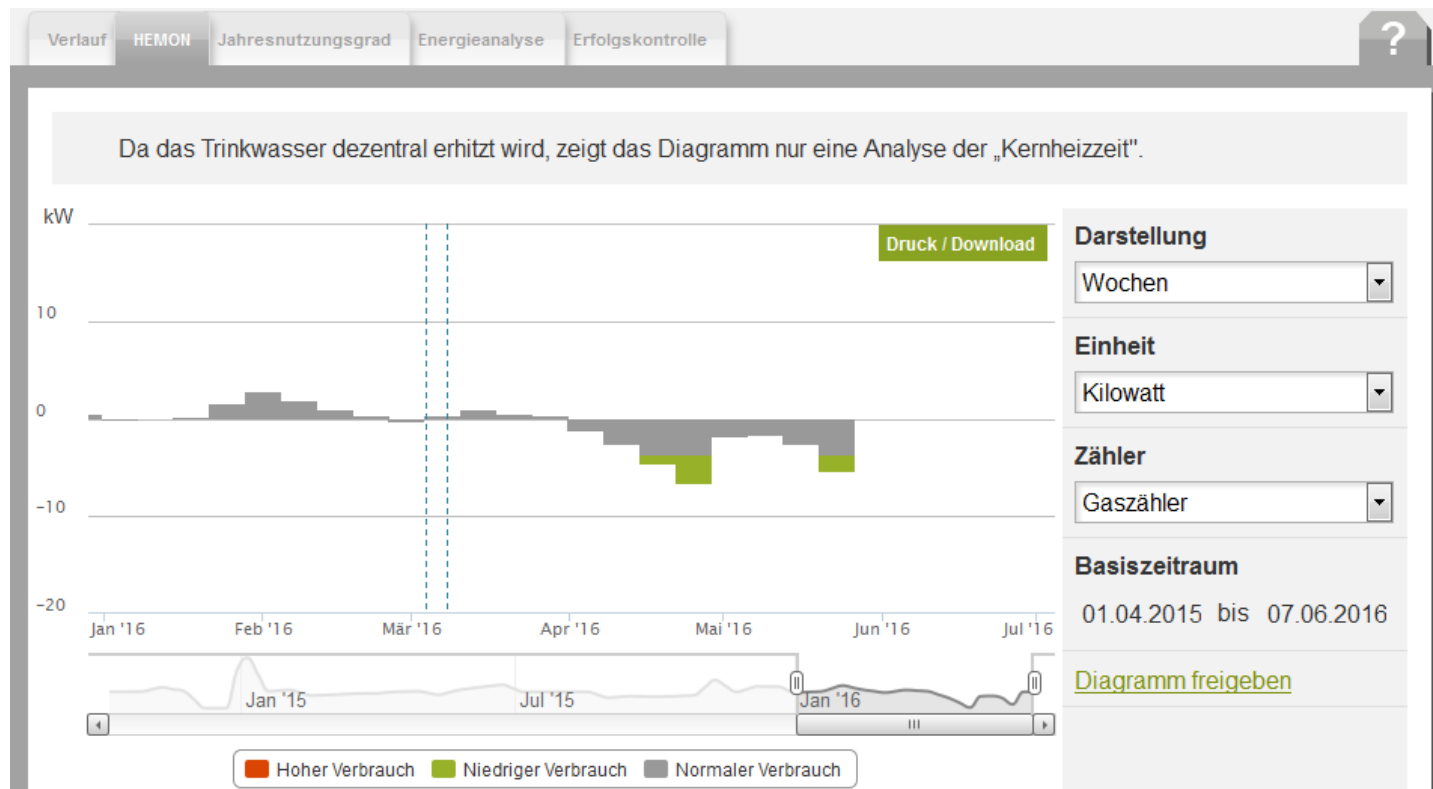 Verlauf HEMON Jahresnutzungsgrad Energieanalyse Erfolgskontrolle ?
Da das Trinkwasser dezentral erhitzt wird, zeigt das Diagramm nur eine Analyse der „Kernheizzeit".
kW
Druck / Download
10
0
-10
-20
Jan '16 Feb '16 Mär '16 Apr '16 Mai '16 Jun '16 Jul '16
Jan '15 Jul '15 Jan '16
Hoher Verbrauch Niedriger Verbrauch Normaler Verbrauch
Darstellung
Wochen
Einheit
Kilowatt
Zähler
Gaszähler
Basiszeitraum
01.04.2015 bis 07.06.2016
Diagramm freigeben